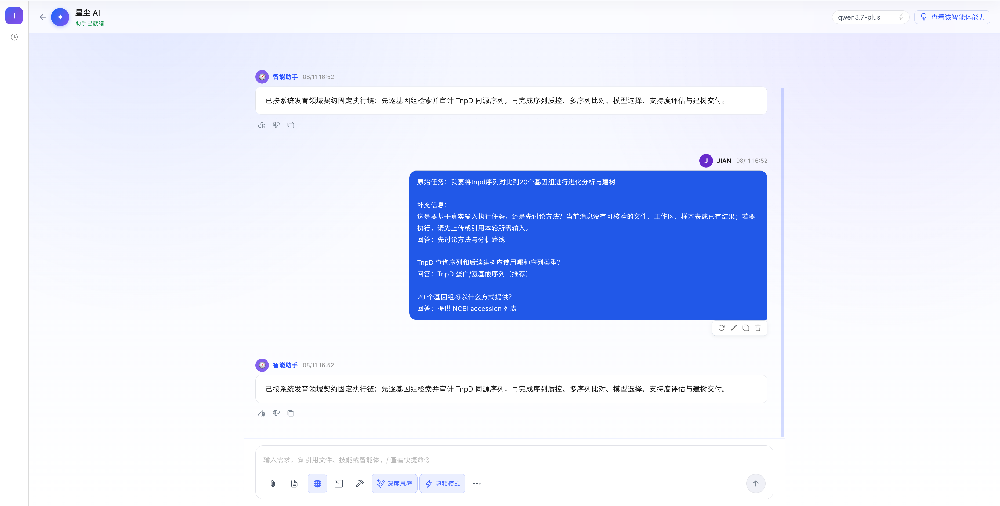 星尘 AI
助手已就绪
qwen3.7-plus
查看该智能体能力
智能助手 08/11 16:52
已按系统发育领域契约固定执行链：先逐基因组检索并审计 TnpD 同源序列，再完成序列质控、多序列比对、模型选择、支持度评估与建树交付。
J JIAN 08/11 16:52
原始任务：我要将tnpd序列对比到20个基因组进行进化分析与建树
补充信息：
这是要基于真实输入执行任务，还是先讨论方法？当前消息没有可核验的文件、工作区、样本表或已有结果；若要
执行，请先上传或引用本轮所需输入。
回答：先讨论方法与分析路线
TnpD 查询序列和后续建树应使用哪种序列类型？
回答：TnpD 蛋白/氨基酸序列（推荐）
20 个基因组将以什么方式提供？
回答：提供 NCBI accession 列表
智能助手 08/11 16:52
已按系统发育领域契约固定执行链：先逐基因组检索并审计 TnpD 同源序列，再完成序列质控、多序列比对、模型选择、支持度评估与建树交付。
输入需求，@ 引用文件、技能或智能体，/ 查看快捷命令
深度思考
超频模式